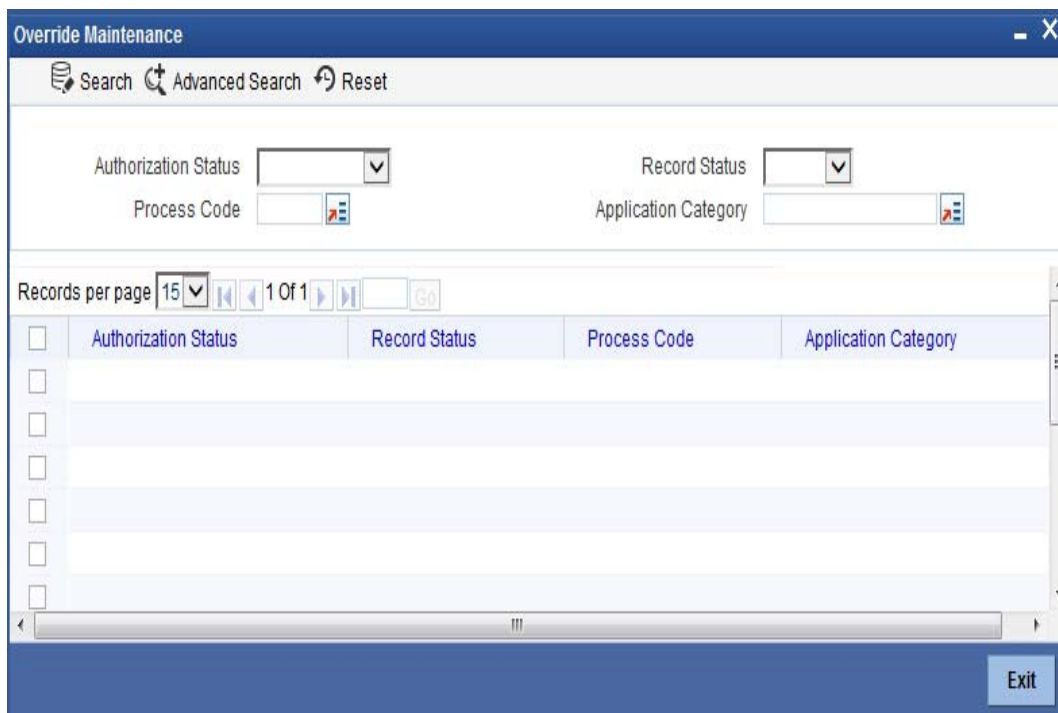 Override Maintenance
Search Advanced Search Reset
Authorization Status Record Status
Process Code Application Category
Records per page 15 1 Of 1 Go
Authorization Status Record Status Process Code Application Category
Exit